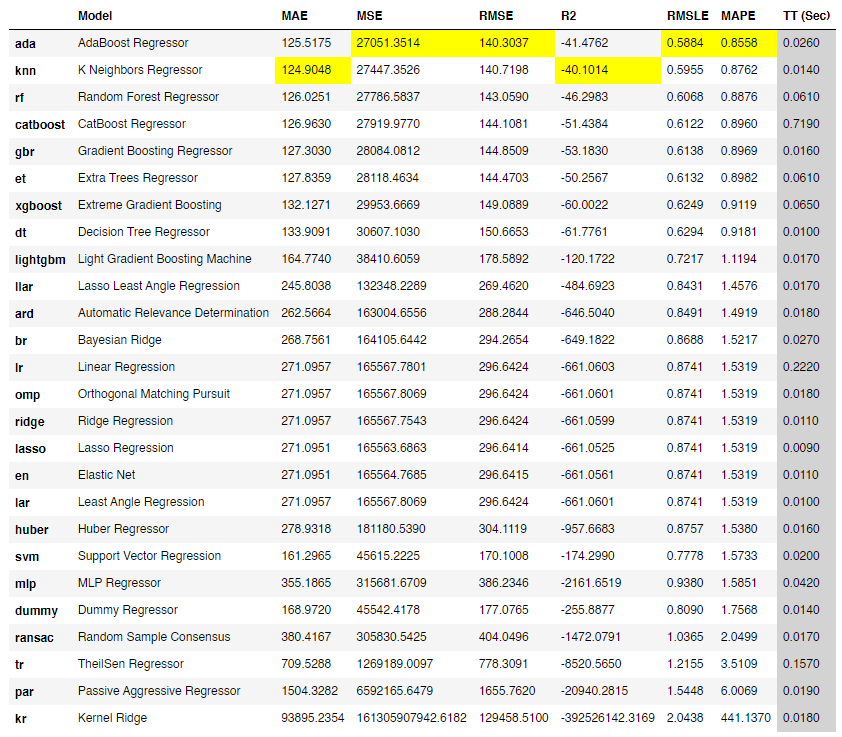 Model MAE MSE RMSE R2 RMSLE MAPE TT (Sec)
ada AdaBoost Regressor 125.5175 27051.3514 140.3037 -41.4762 0.5884 0.8558 0.0260
knn K Neighbors Regressor 124.9048 27447.3526 140.7198 -40.1014 0.5955 0.8762 0.0140
rf Random Forest Regressor 126.0251 27786.5837 143.0590 -46.2983 0.6068 0.8876 0.0610
catboost CatBoost Regressor 126.9630 27919.9770 144.1081 -51.4384 0.6122 0.8960 0.7190
gbr Gradient Boosting Regressor 127.3030 28084.0812 144.8509 -53.1830 0.6138 0.8969 0.0160
et Extra Trees Regressor 127.8359 28118.4634 144.4703 -50.2567 0.6132 0.8982 0.0610
xgboost Extreme Gradient Boosting 132.1271 29953.6669 149.0889 -60.0022 0.6249 0.9119 0.0650
dt Decision Tree Regressor 133.9091 30607.1030 150.6653 -61.7761 0.6294 0.9181 0.0100
lightgbm Light Gradient Boosting Machine 164.7740 38410.6059 178.5892 -120.1722 0.7217 1.1194 0.0170
llar Lasso Least Angle Regression 245.8038 132348.2289 269.4620 -484.6923 0.8431 1.4576 0.0170
ard Automatic Relevance Determination 262.5664 163004.6556 288.2844 -646.5040 0.8491 1.4919 0.0180
br Bayesian Ridge 268.7561 164105.6442 294.2654 -649.1822 0.8688 1.5217 0.0270
lr Linear Regression 271.0957 165567.7801 296.6424 -661.0603 0.8741 1.5319 0.2220
omp Orthogonal Matching Pursuit 271.0957 165567.8069 296.6424 -661.0601 0.8741 1.5319 0.0180
ridge Ridge Regression 271.0957 165567.7543 296.6424 -661.0599 0.8741 1.5319 0.0110
lasso Lasso Regression 271.0951 165563.6863 296.6414 -661.0525 0.8741 1.5319 0.0090
en Elastic Net 271.0951 165564.7685 296.6415 -661.0561 0.8741 1.5319 0.0110
lar Least Angle Regression 271.0957 165567.8069 296.6424 -661.0601 0.8741 1.5319 0.0100
huber Huber Regressor 278.9318 181180.5390 304.1119 -957.6683 0.8757 1.5380 0.0160
svm Support Vector Regression 161.2965 45615.2225 170.1008 -174.2990 0.7778 1.5733 0.0200
mlp MLP Regressor 355.1865 315681.6709 386.2346 -2161.6519 0.9380 1.5851 0.0420
dummy Dummy Regressor 168.9720 45542.4178 177.0765 -255.8877 0.8090 1.7568 0.0140
ransac Random Sample Consensus 380.4167 305830.5425 404.0496 -1472.0791 1.0365 2.0499 0.0170
tr TheilSen Regressor 709.5288 1269189.0097 778.3091 -8520.5650 1.2155 3.5109 0.1570
par Passive Aggressive Regressor 1504.3282 6592165.6479 1655.7620 -20940.2815 1.5448 6.0069 0.0190
kr Kernel Ridge 93895.2354 161305907942.6182 129458.5100 -392526142.3169 2.0438 441.1370 0.0180